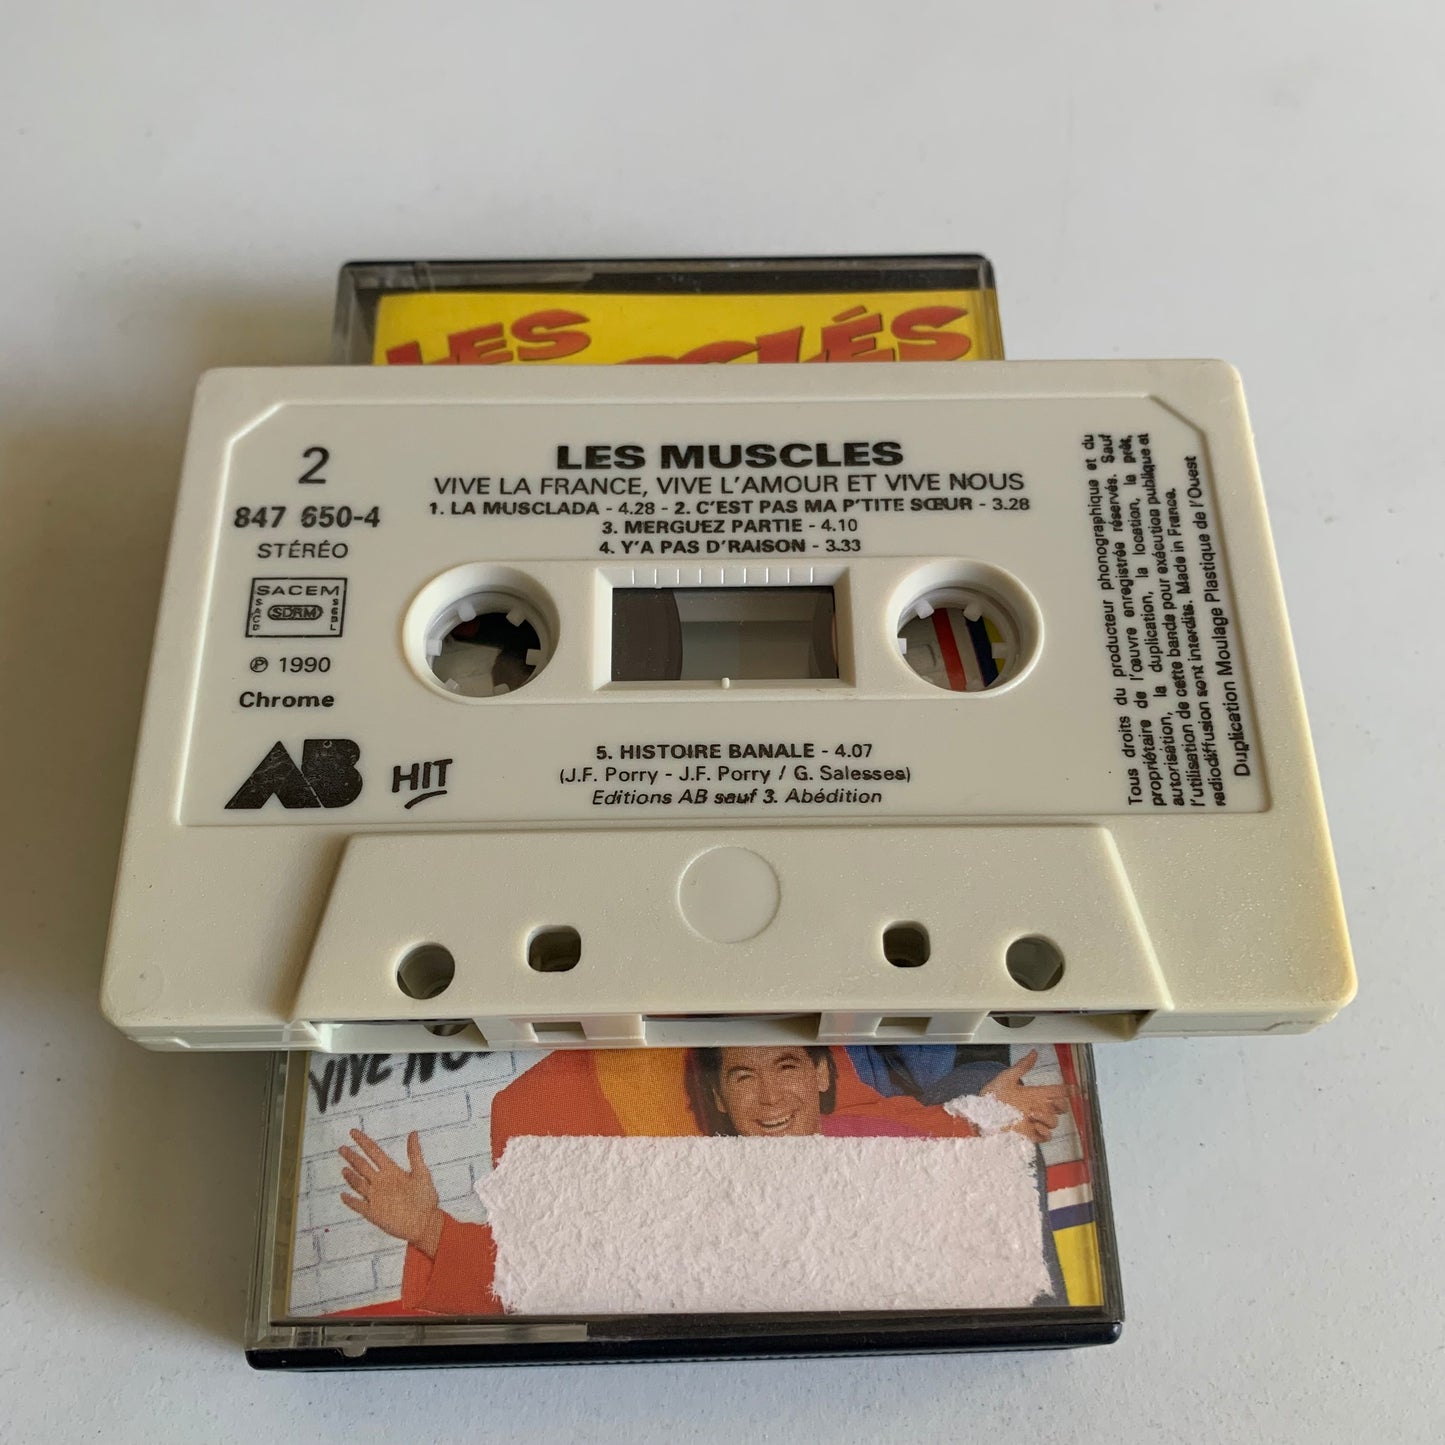 LES
2
847 650-4
STÉRÉO
SACEM
SACD
SDRM
SGDL
℗ 1990
Chrome
AB
HIT
LES MUSCLES
VIVE LA FRANCE, VIVE L'AMOUR ET VIVE NOUS
1. LA MUSCLADA - 4.28 - 2. C'EST PAS MA P'TITE SŒUR - 3.28
3. MERGUEZ PARTIE - 4.10
4. Y'A PAS D'RAISON - 3.33
5. HISTOIRE BANALE - 4.07
(J.F. Porry - J.F. Porry / G. Salesses)
Editions AB sauf 3. Abédition
Tous droits du producteur phonographique et du
propriétaire de l'œuvre enregistrée réservés. Sauf
autorisation, la duplication, la location, le prêt,
l'utilisation de cette bande pour exécution publique et
radiodiffusion sont interdits. Made in France.
Duplication Moulage Plastique de l'Ouest
VIVE